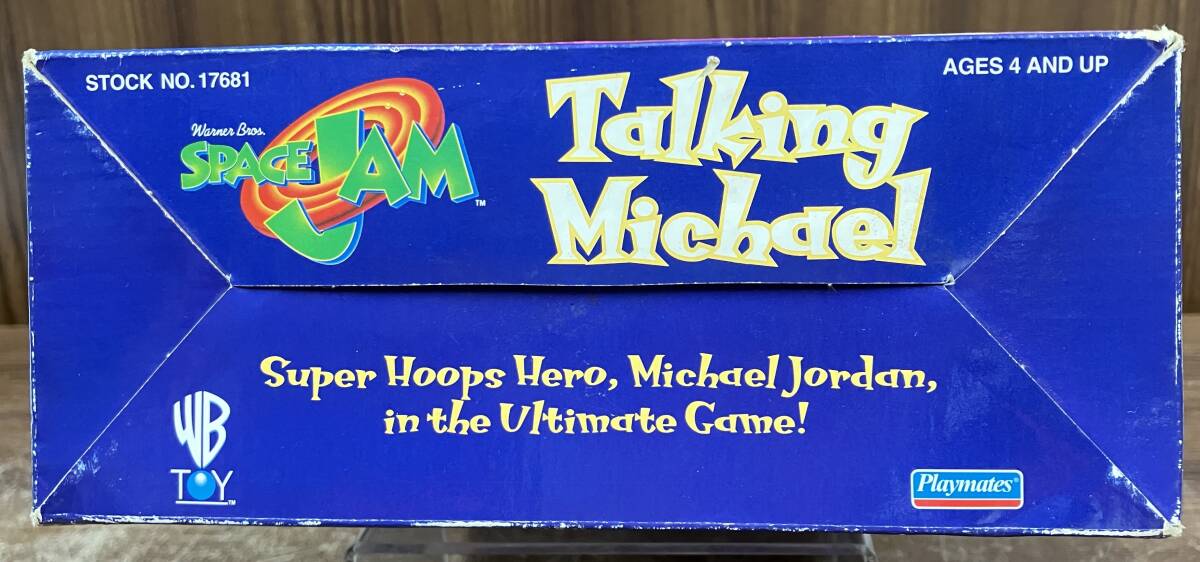 STOCK NO. 17681
AGES 4 AND UP
Warner Bros.
SPACE JAM
TM
Talking
Michael
Super Hoops Hero, Michael Jordan,
in the Ultimate Game!
WB
TOY
TM
Playmates®